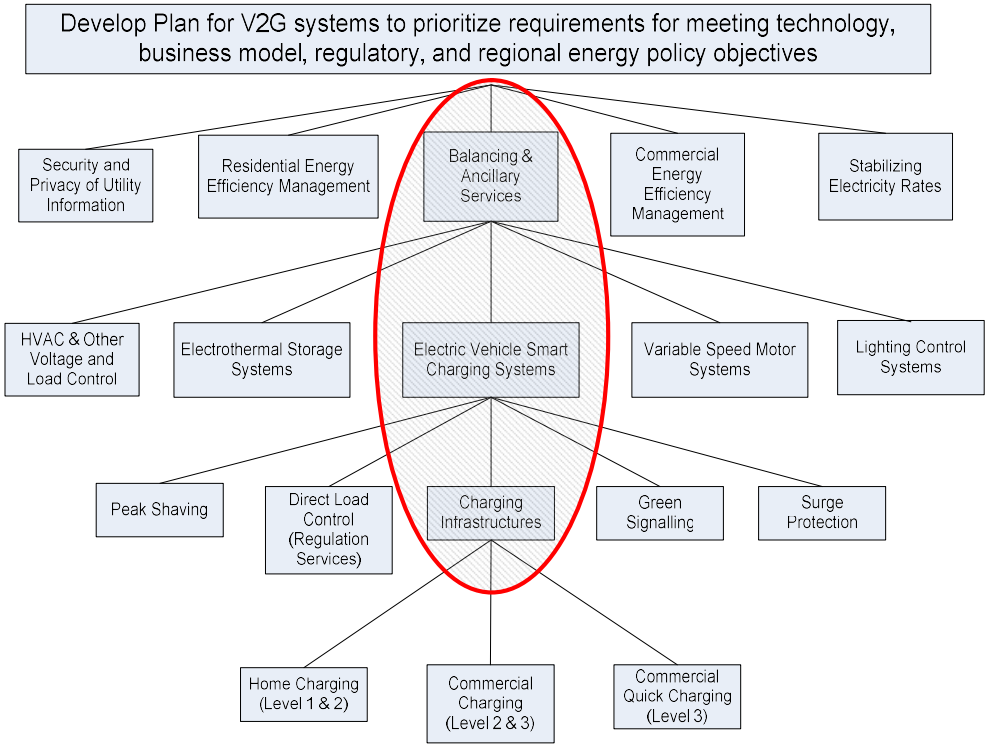 Develop Plan for V2G systems to prioritize requirements for meeting technology,
business model, regulatory, and regional energy policy objectives
Security and
Privacy of Utility
Information
Residential Energy
Efficiency Management
Balancing &
Ancillary
Services
Commercial
Energy
Efficiency
Management
Stabilizing
Electricity Rates
HVAC & Other
Voltage and
Load Control
Electrothermal Storage
Systems
Electric Vehicle Smart
Charging Systems
Variable Speed Motor
Systems
Lighting Control
Systems
Peak Shaving
Direct Load
Control
(Regulation
Services)
Charging
Infrastructures
Green
Signalling
Surge
Protection
Home Charging
(Level 1 & 2)
Commercial
Charging
(Level 2 & 3)
Commercial
Quick Charging
(Level 3)